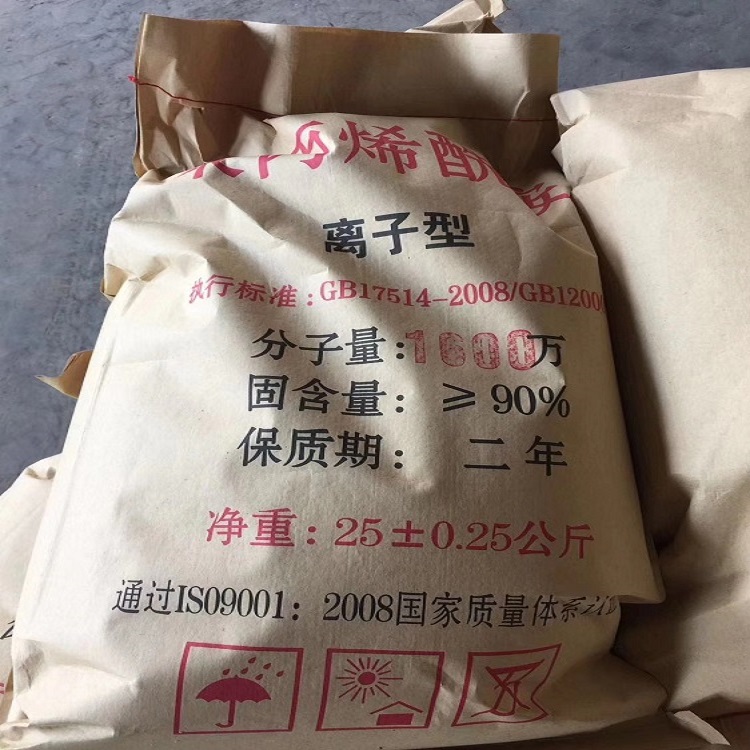 丙烯酰
离子型
执行标准:GB17514-2008/GB1200
分子量:1600万
固含量:≥90%
保质期:二年
净重:25±0.25公斤
通过ISO9001:2008国家质量体系